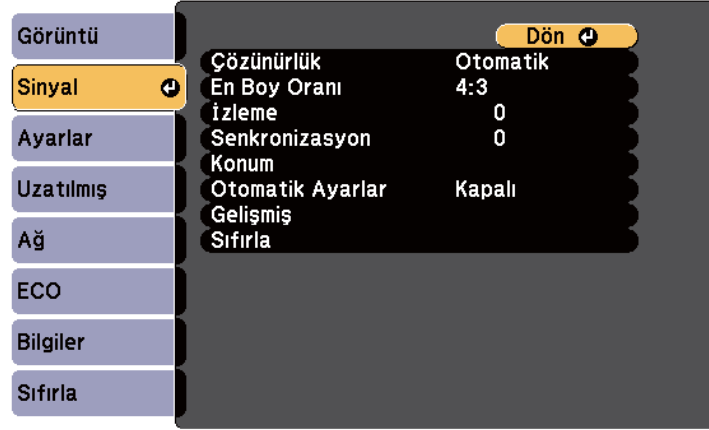 Görüntü
Sinyal
Ayarlar
Uzatılmış
Ağ
ECO
Bilgiler
Sıfırla
Dön
Çözünürlük Otomatik
En Boy Oranı 4:3
İzleme 0
Senkronizasyon 0
Konum
Otomatik Ayarlar Kapalı
Gelişmiş
Sıfırla